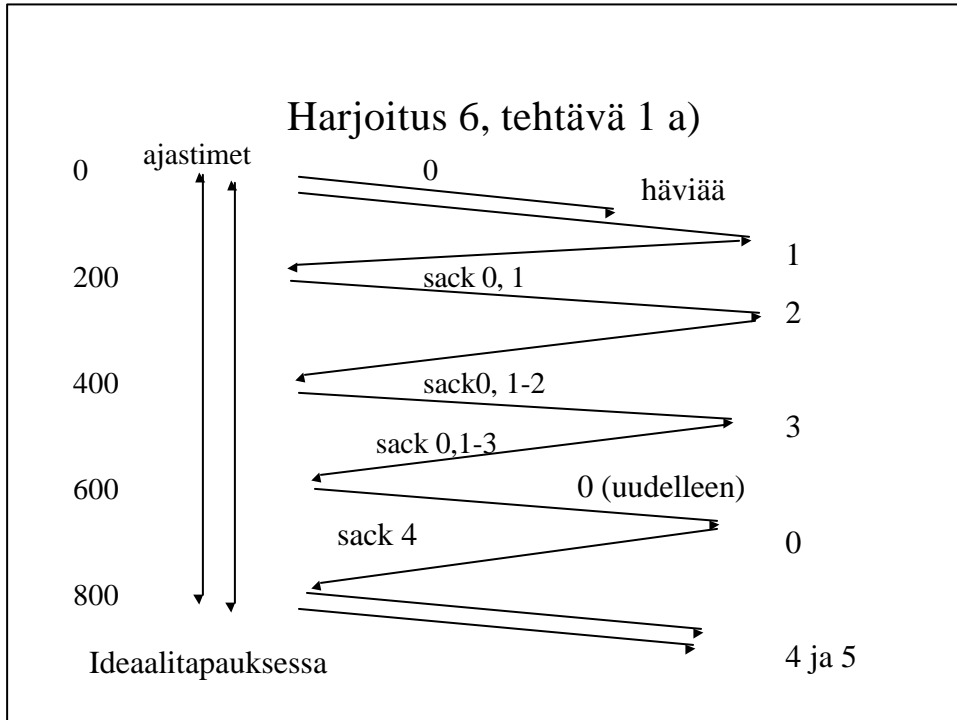 Harjoitus 6, tehtävä 1 a)
0
ajastimet
0
häviää
1
200
sack 0, 1
2
400
sack0, 1-2
3
sack 0,1-3
600
0 (uudelleen)
sack 4
0
800
Ideaalitapauksessa
4 ja 5